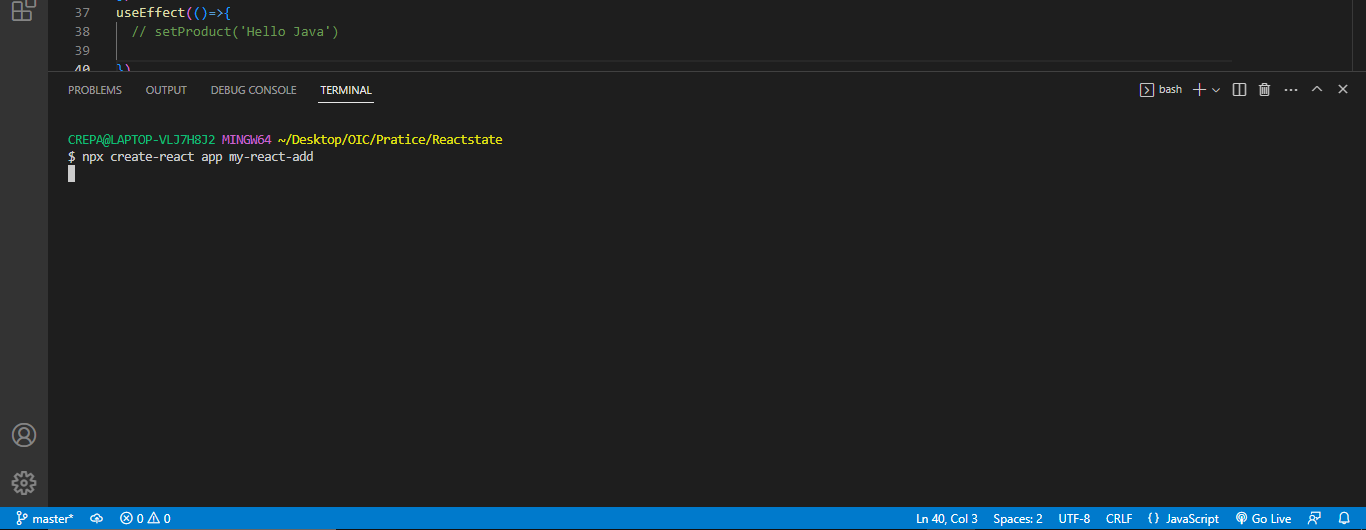 37 useEffect(()=>{
38 // setProduct('Hello Java')
39
40 })
PROBLEMS OUTPUT DEBUG CONSOLE TERMINAL bash
CREPA@LAPTOP-VLJ7H8J2 MINGW64 ~/Desktop/OIC/Pratice/Reactstate
$ npx create-react app my-react-add
master* 0 0 Ln 40, Col 3 Spaces: 2 UTF-8 CRLF {} JavaScript Go Live